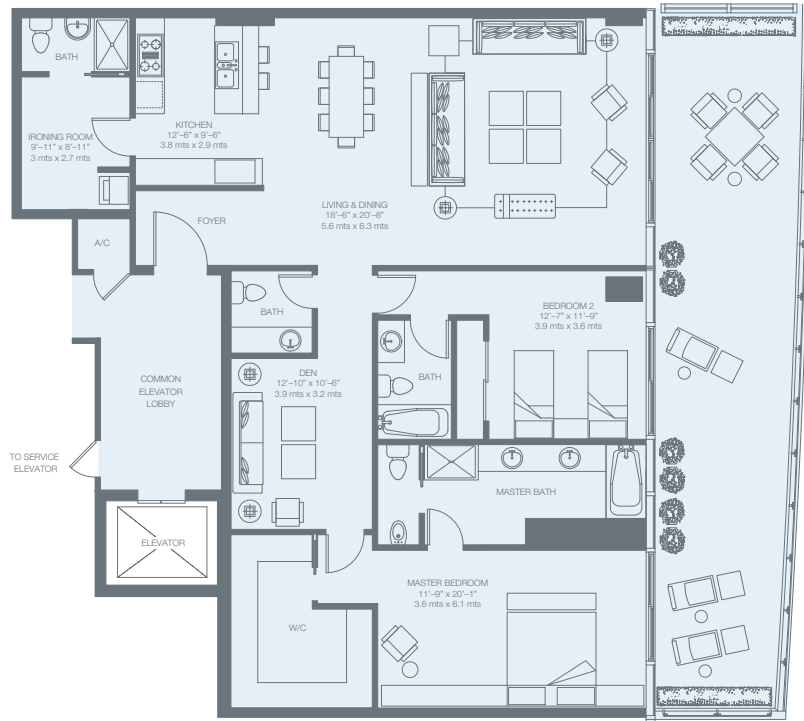 BATH
IRONING ROOM
9'-11" x 8'-11"
3 mts x 2.7 mts
KITCHEN
12'-6" x 9'-6"
3.8 mts x 2.9 mts
LIVING & DINING
18'-6" x 20'-8"
5.6 mts x 6.3 mts
FOYER
A/C
BATH
BEDROOM 2
12'-7" x 11'-9"
3.9 mts x 3.6 mts
DEN
12'-10" x 10'-6"
3.9 mts x 3.2 mts
BATH
COMMON
ELEVATOR
LOBBY
TO SERVICE
ELEVATOR
MASTER BATH
ELEVATOR
MASTER BEDROOM
11'-9" x 20'-1"
3.6 mts x 6.1 mts
W/C